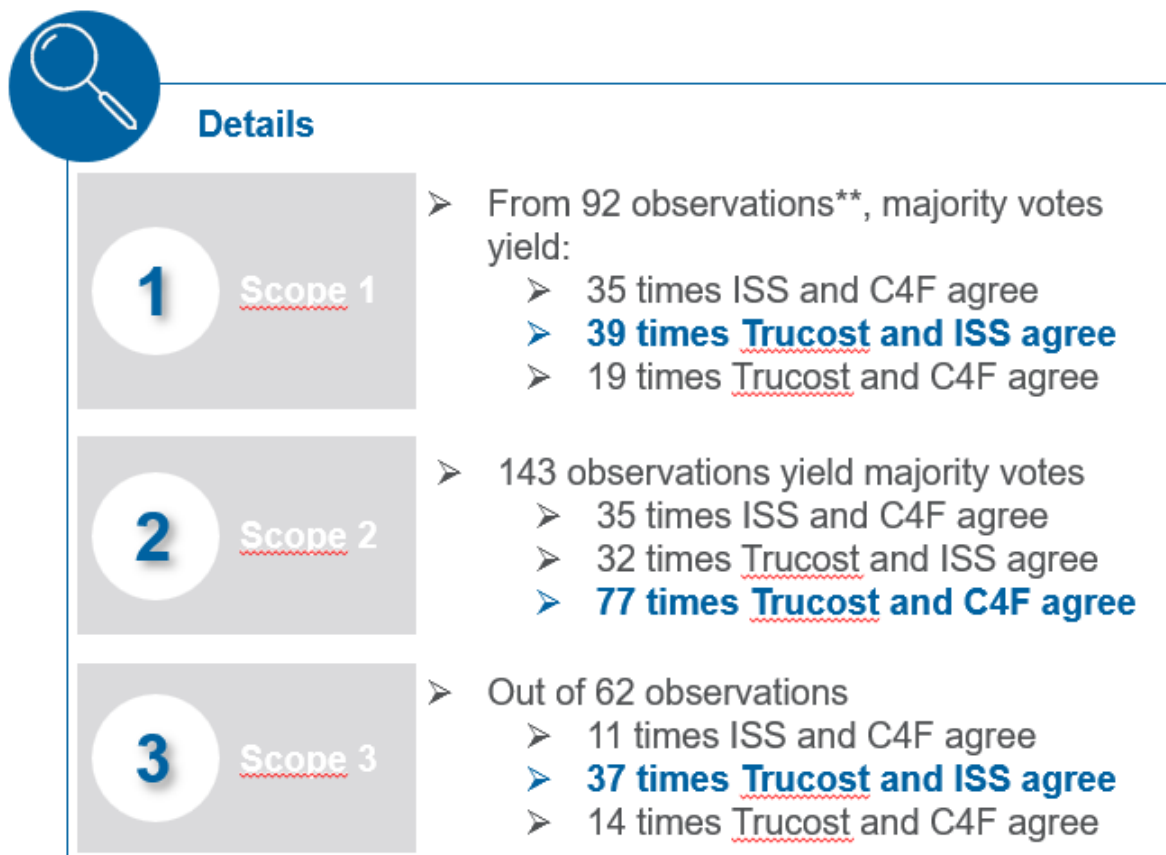 Details
1
Scope 1
➢ From 92 observations**, majority votes
yield:
➢ 35 times ISS and C4F agree
➢ 39 times Trucost and ISS agree
➢ 19 times Trucost and C4F agree
2
Scope 2
➢ 143 observations yield majority votes
➢ 35 times ISS and C4F agree
➢ 32 times Trucost and ISS agree
➢ 77 times Trucost and C4F agree
3
Scope 3
➢ Out of 62 observations
➢ 11 times ISS and C4F agree
➢ 37 times Trucost and ISS agree
➢ 14 times Trucost and C4F agree